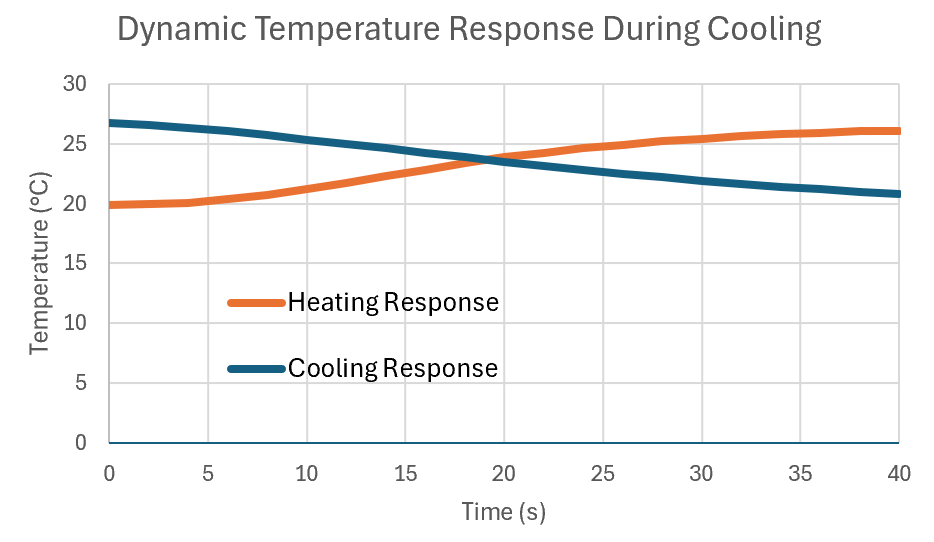 Dynamic Temperature Response During Cooling
30
25
20
15
10
5
0
Temperature (°C)
Heating Response
Cooling Response
0 5 10 15 20 25 30 35 40
Time (s)